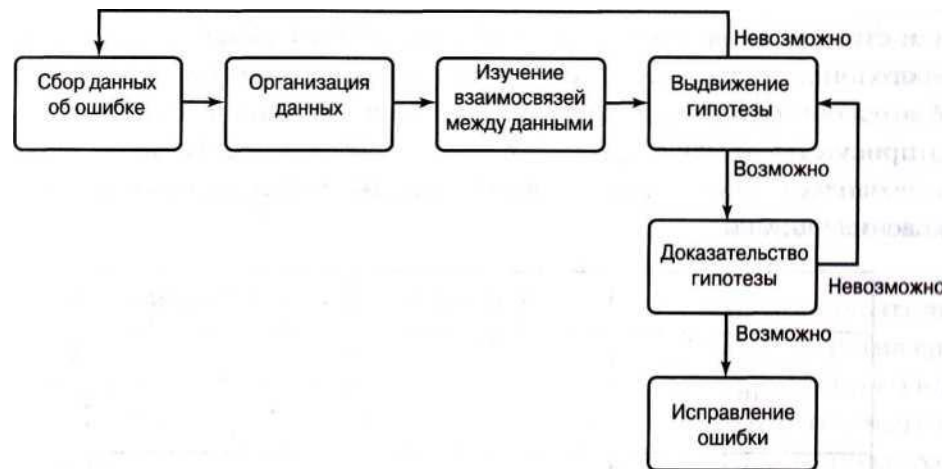 Невозможно
Сбор данных
об ошибке
Организация
данных
Изучение
взаимосвязей
между данными
Выдвижение
гипотезы
Возможно
Доказательство
гипотезы
Невозможно
Возможно
Исправление
ошибки